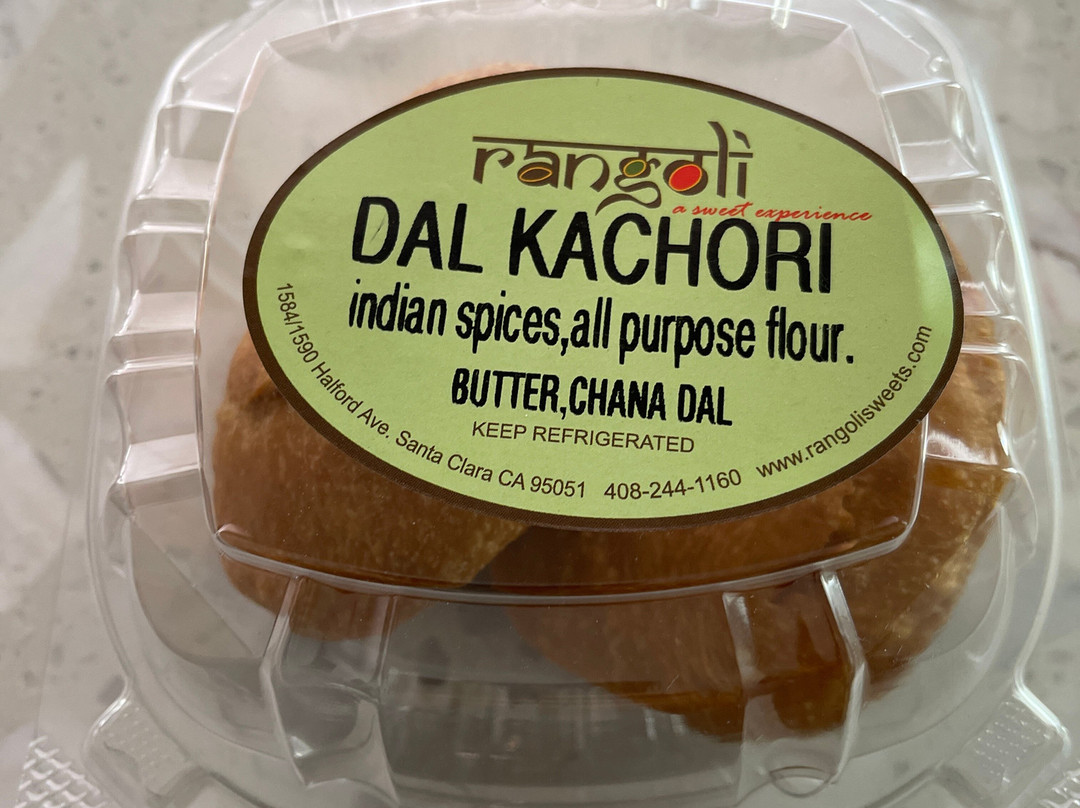 rangoli
a sweet experience
DAL KACHORI
indian spices,all purpose flour.
BUTTER,CHANA DAL
KEEP REFRIGERATED
1584/1590 Halford Ave. Santa Clara CA 95051 408-244-1160 www.rangolisweets.com